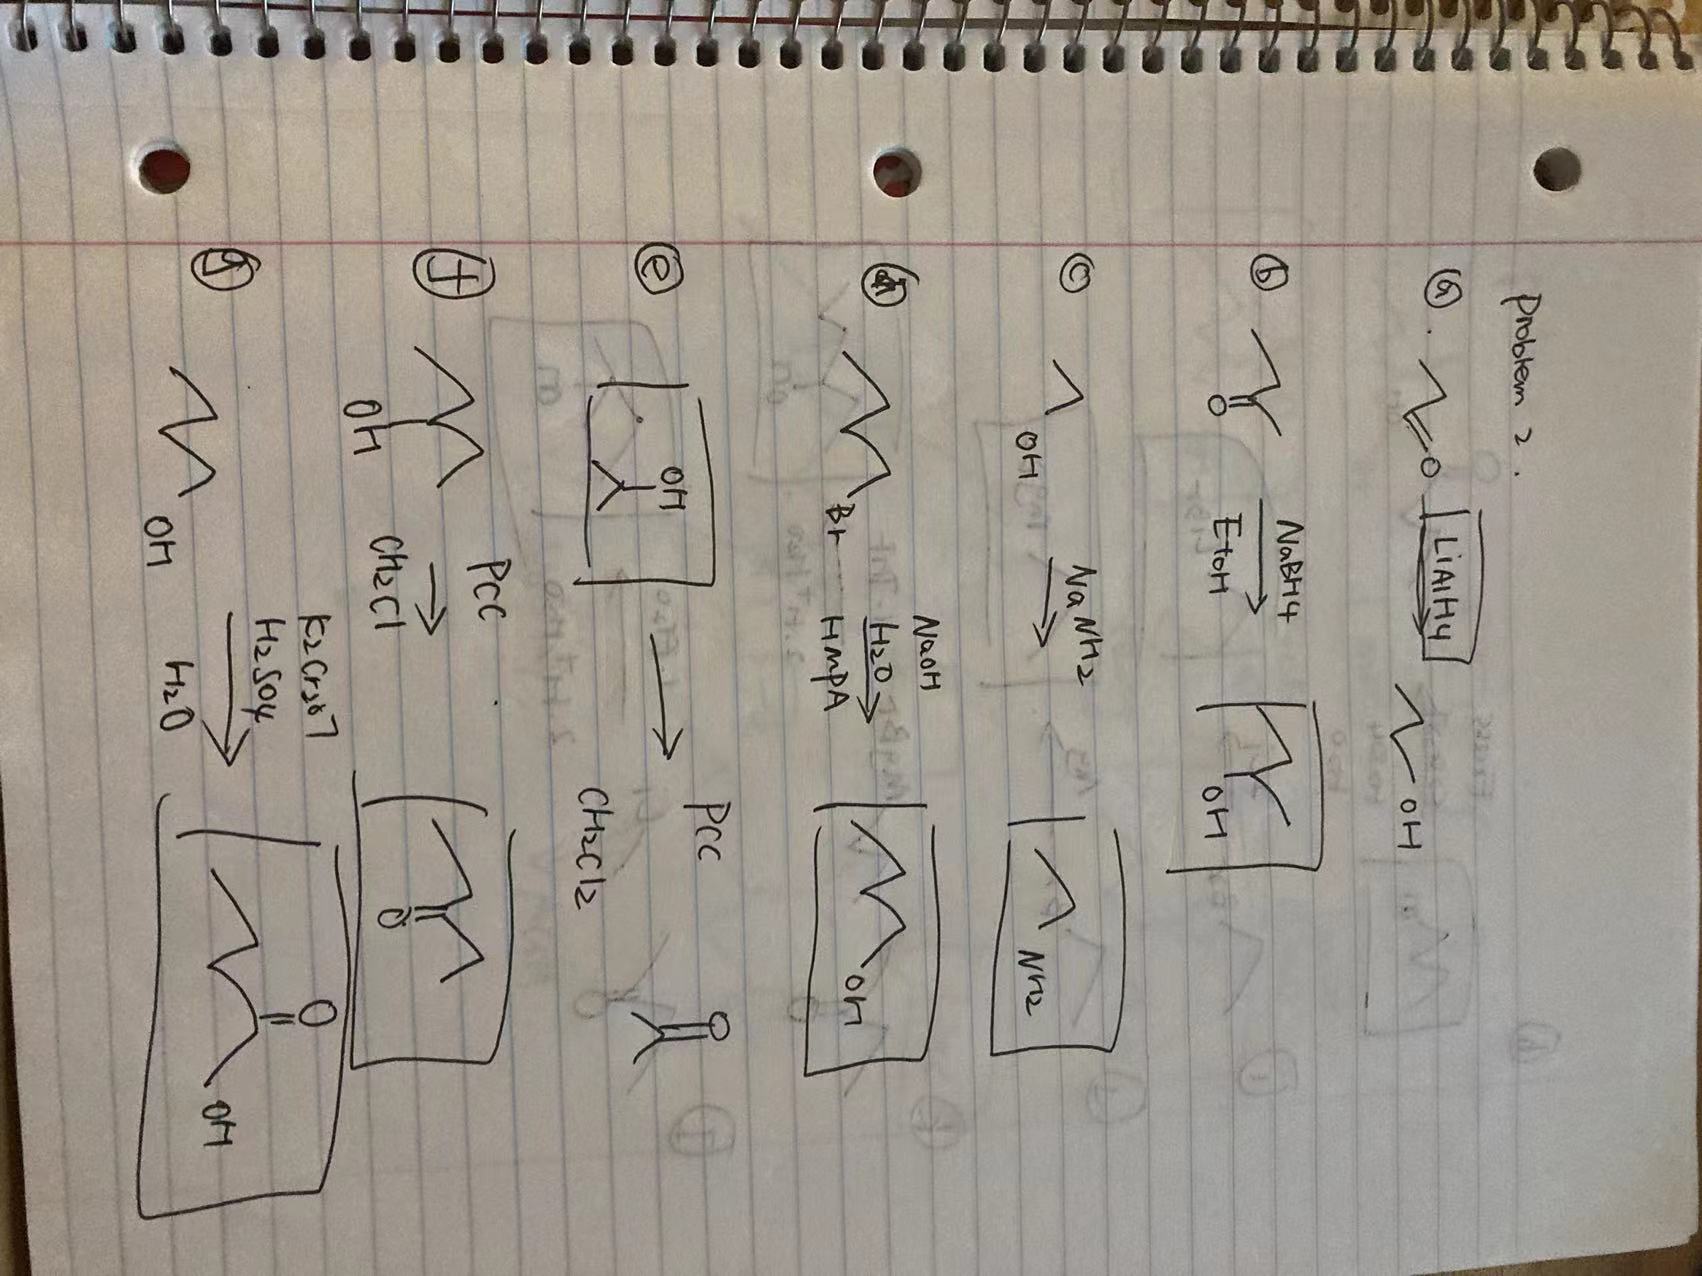 Problem 2.
a. O LiAlH4 OH
b O NaBH4 EtOH OH
c OH NaNH2 NH2
d Br NaOH H2O HMPA OH
e OH PCC CH2Cl2 O
f OH PCC CH2Cl O
g OH K2Cr2O7 H2SO4 H2O O OH